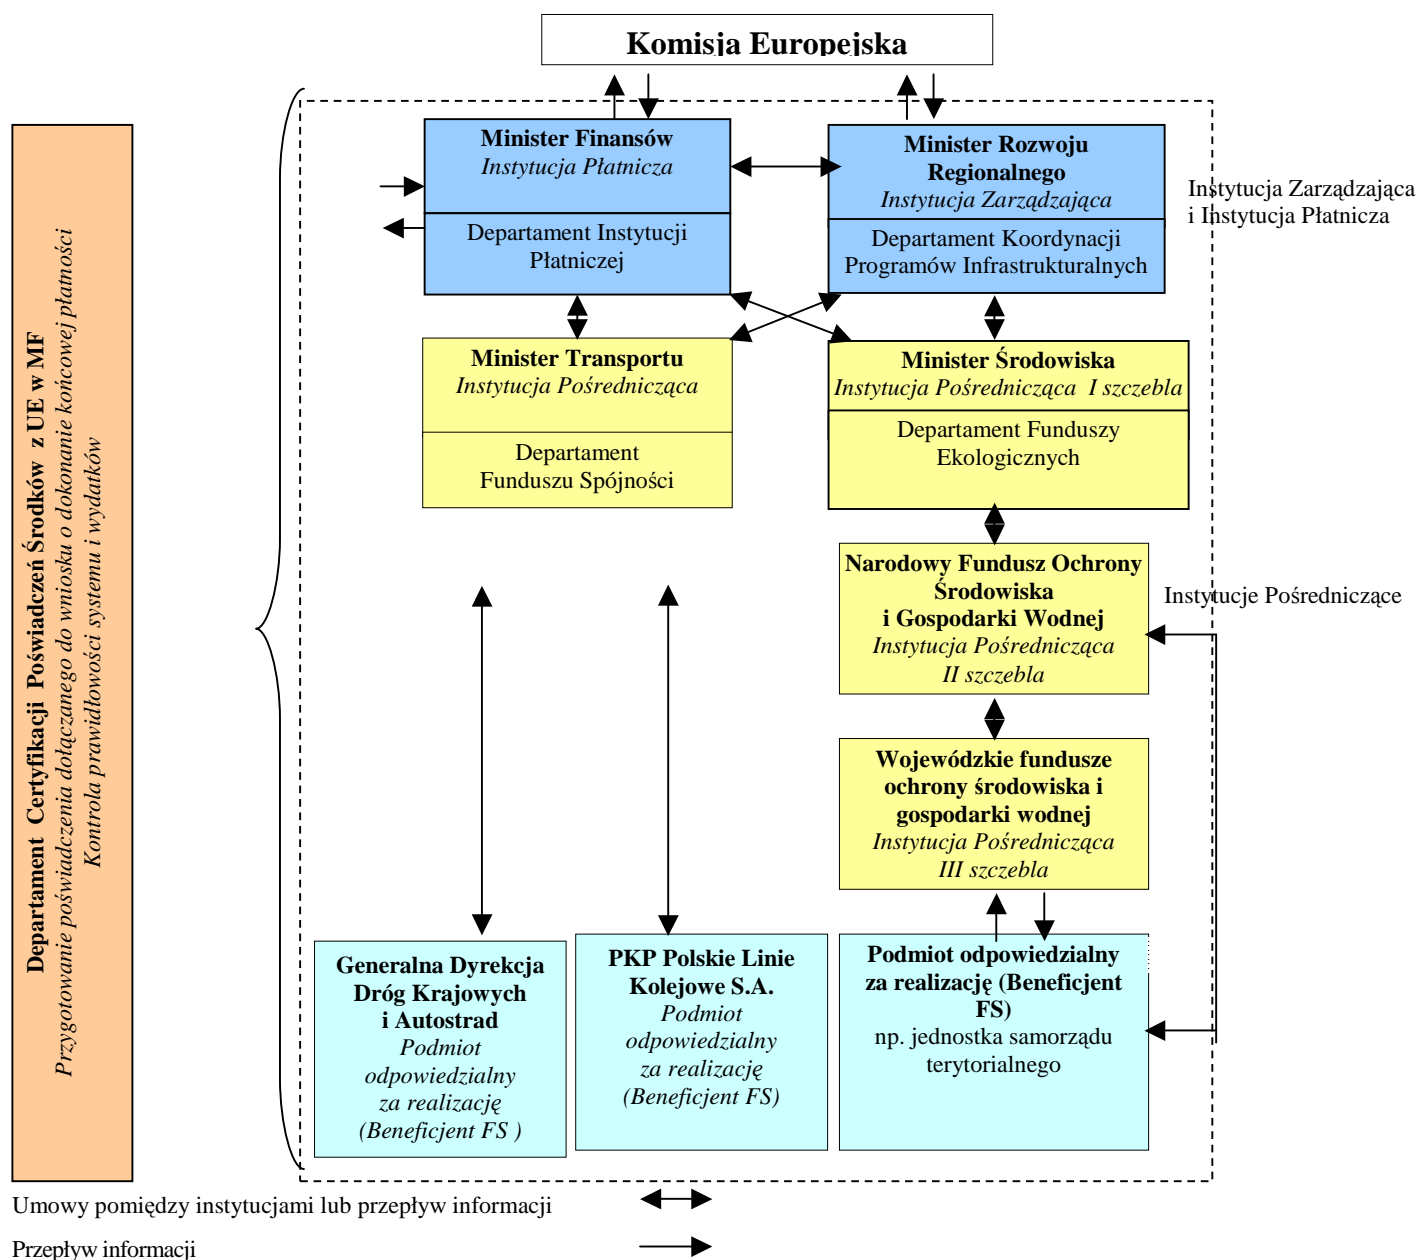 Komisja Europejska
Departament Certyfikacji Poświadczeń Środków z UE w MF
Przygotowanie poświadczenia dołączanego do wniosku o dokonanie końcowej płatności
Kontrola prawidłowości systemu i wydatków
Minister Finansów
Instytucja Płatnicza
Departament Instytucji
Płatniczej
Minister Rozwoju
Regionalnego
Instytucja Zarządzająca
Departament Koordynacji
Programów Infrastrukturalnych
Instytucja Zarządzająca
i Instytucja Płatnicza
Minister Transportu
Instytucja Pośrednicząca
Departament
Funduszu Spójności
Minister Środowiska
Instytucja Pośrednicząca I szczebla
Departament Funduszy
Ekologicznych
Narodowy Fundusz Ochrony
Środowiska
i Gospodarki Wodnej
Instytucja Pośrednicząca
II szczebla
Instytucje Pośredniczące
Wojewódzkie fundusze
ochrony środowiska i
gospodarki wodnej
Instytucja Pośrednicząca
III szczebla
Generalna Dyrekcja
Dróg Krajowych
i Autostrad
Podmiot
odpowiedzialny
za realizację
(Beneficjent FS )
PKP Polskie Linie
Kolejowe S.A.
Podmiot
odpowiedzialny
za realizację
(Beneficjent FS)
Podmiot odpowiedzialny
za realizację (Beneficjent
FS)
np. jednostka samorządu
terytorialnego
Umowy pomiędzy instytucjami lub przepływ informacji
Przepływ informacji